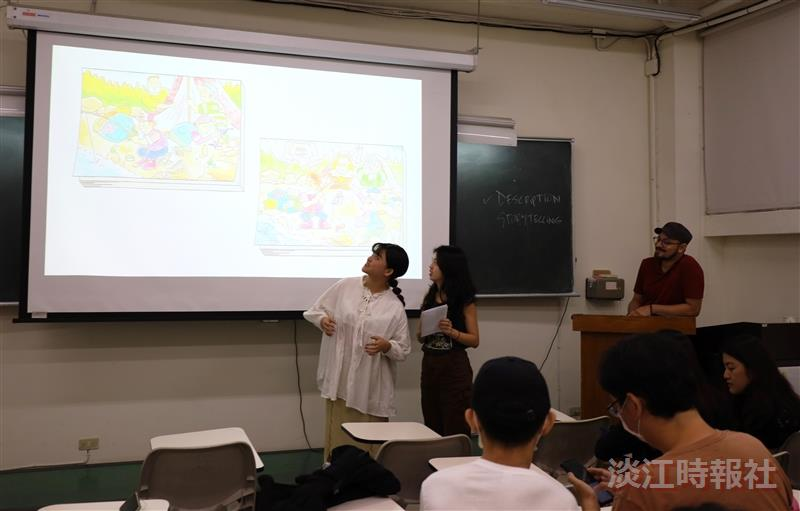 ✓ DESCRIPTION
STORYTELLING
淡江時報社